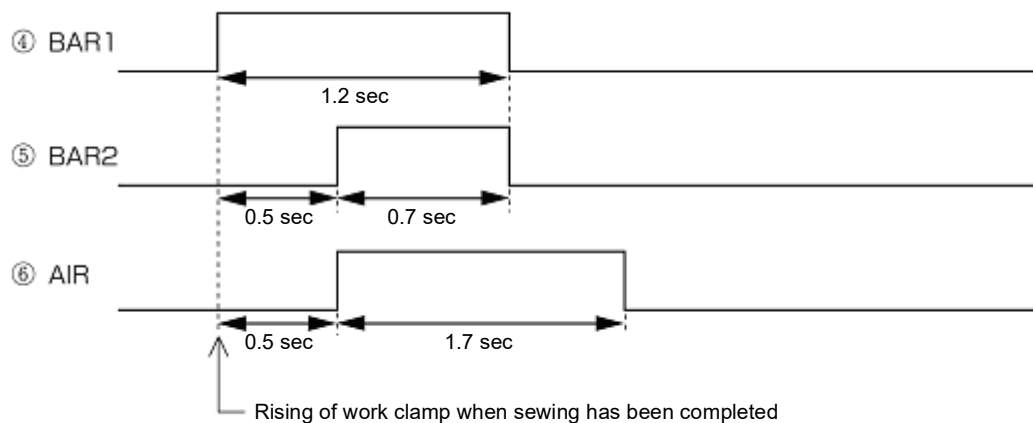 ④ BAR1
1.2 sec
⑤ BAR2
0.5 sec 0.7 sec
⑥ AIR
0.5 sec 1.7 sec
Rising of work clamp when sewing has been completed